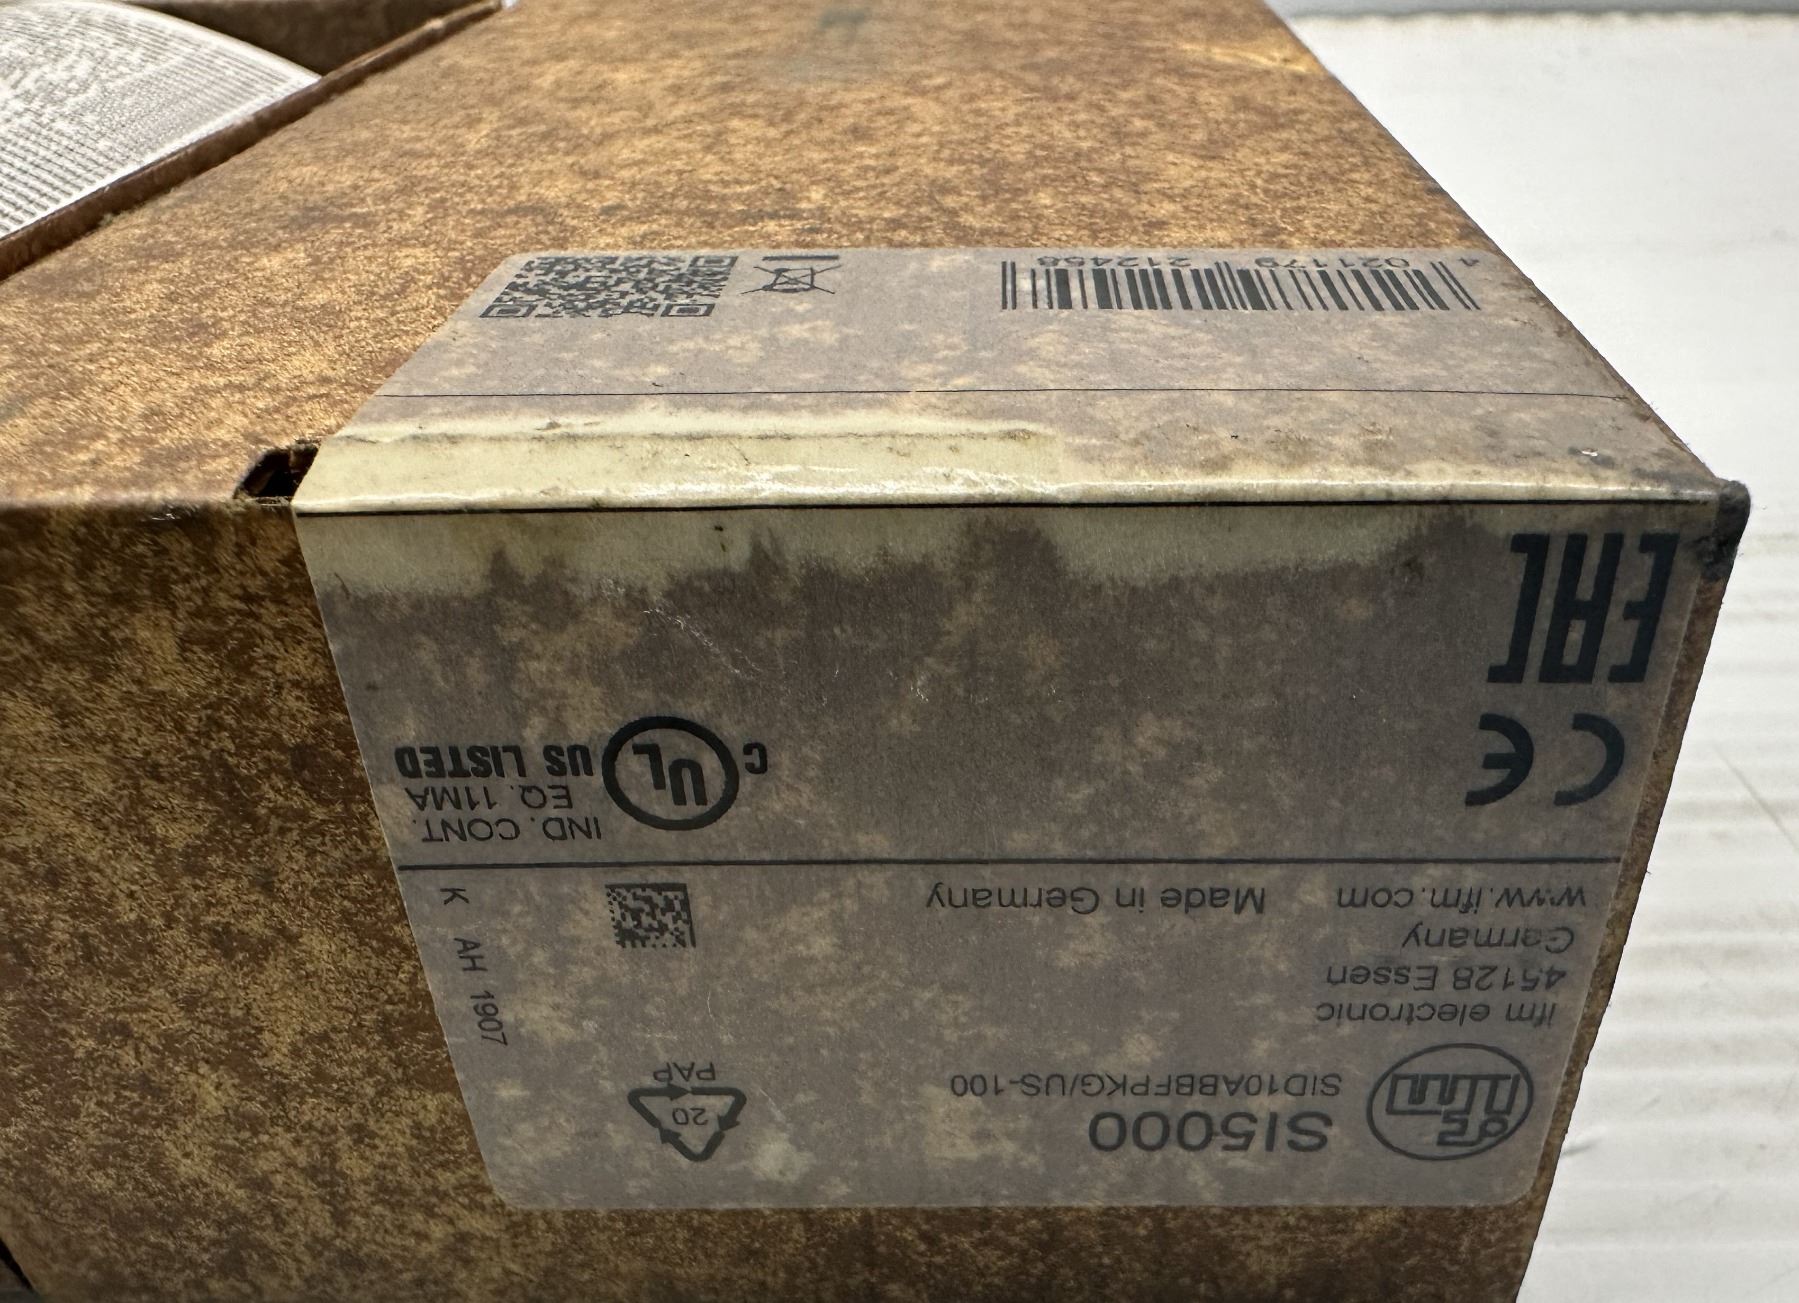 ifm
SI5000
SID10ABBFPKG/US-100
20
PAP
ifm electronic
45128 Essen
Germany
www.ifm.com
Made in Germany
K AH 1907
CE
EAC
C UL US LISTED
IND. CONT.
EQ. 11MA
4 021179 212458